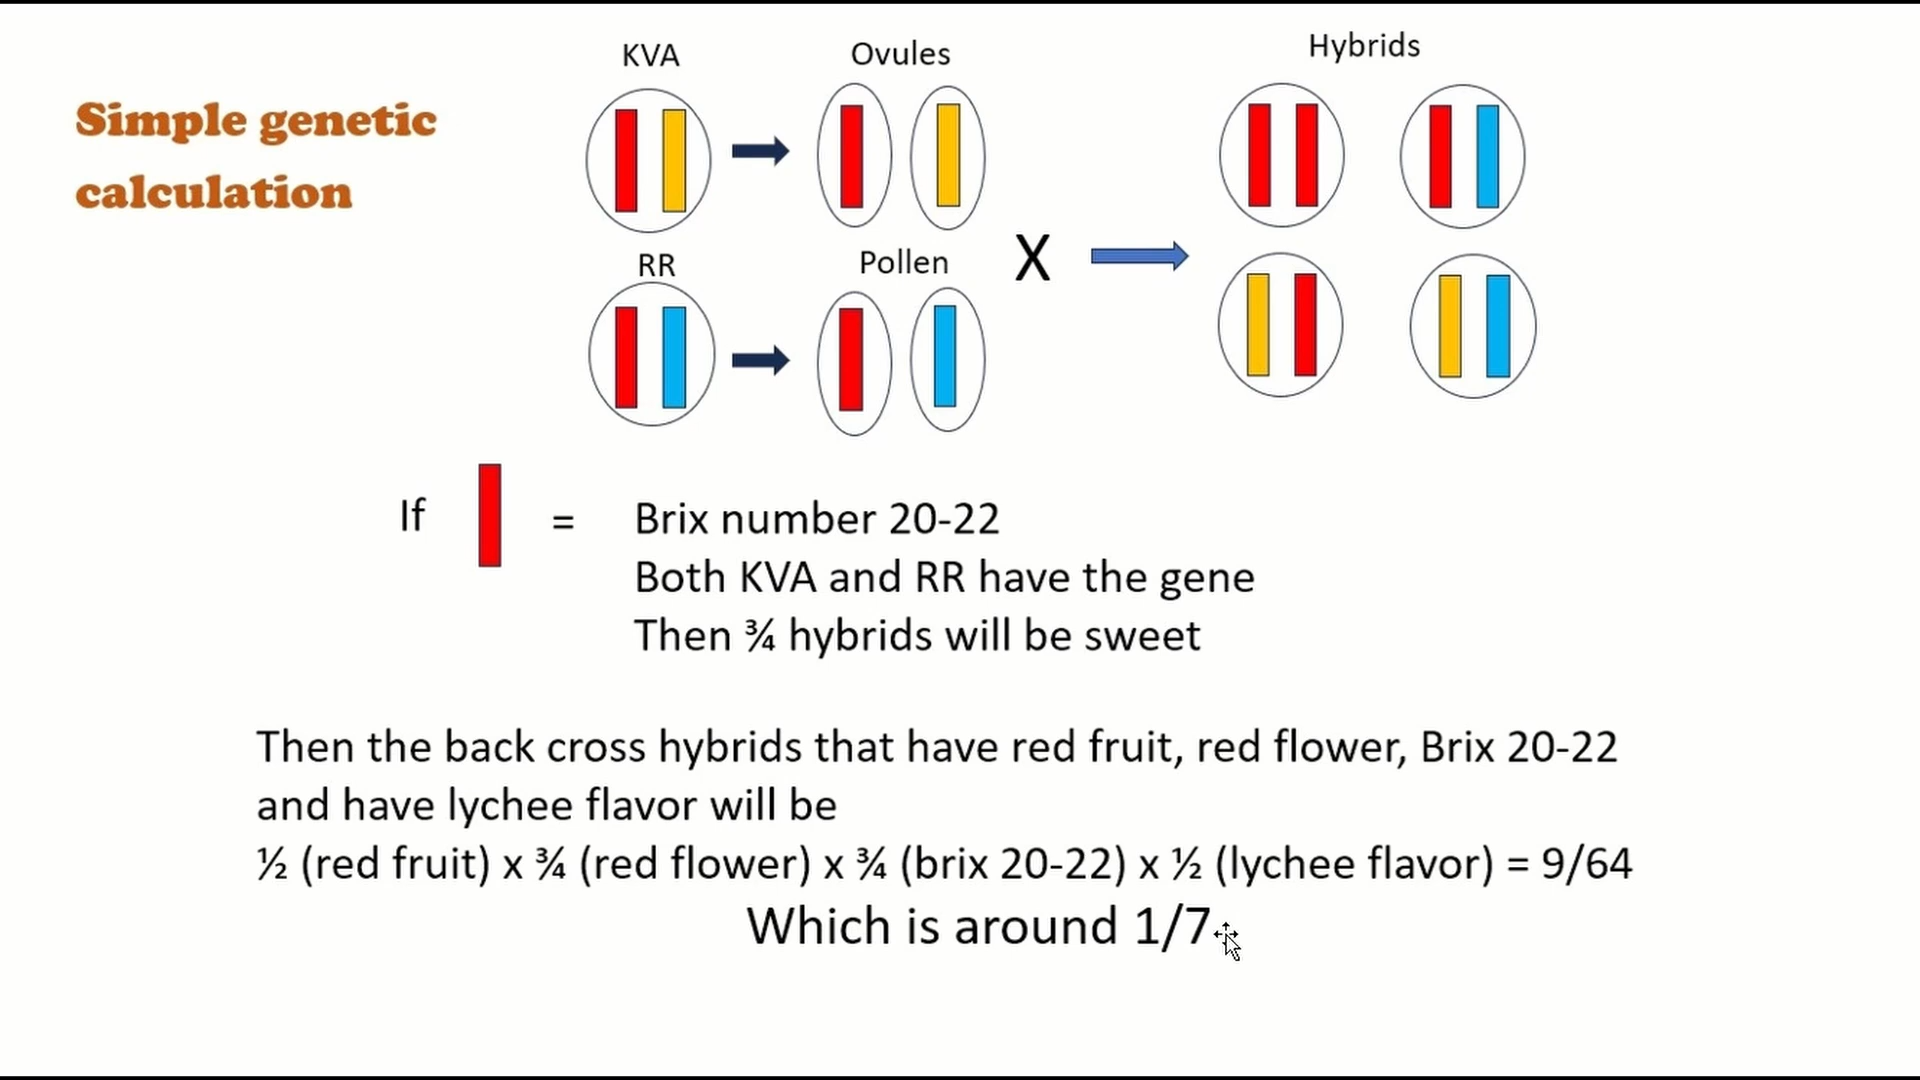 Simple genetic
calculation
KVA
Ovules
Hybrids
RR
Pollen
X
If
=
Brix number 20-22
Both KVA and RR have the gene
Then ¾ hybrids will be sweet
Then the back cross hybrids that have red fruit, red flower, Brix 20-22
and have lychee flavor will be
½ (red fruit) x ¾ (red flower) x ¾ (brix 20-22) x ½ (lychee flavor) = 9/64
Which is around 1/7